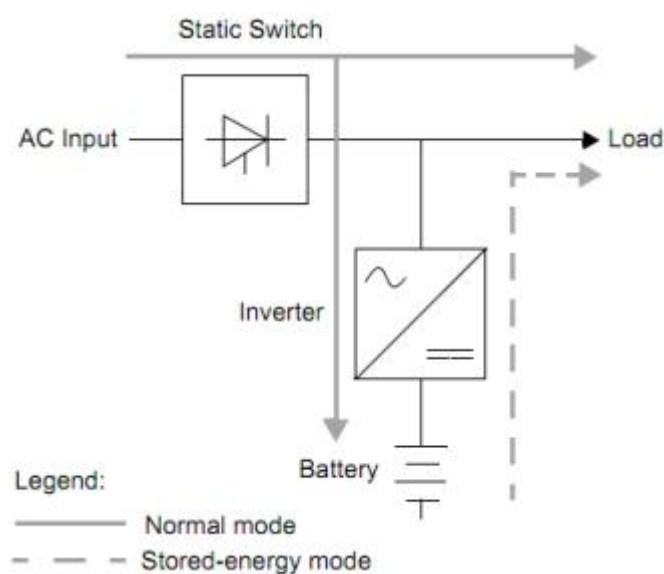 Static Switch
AC Input
Load
Inverter
Battery
Legend:
Normal mode
Stored-energy mode